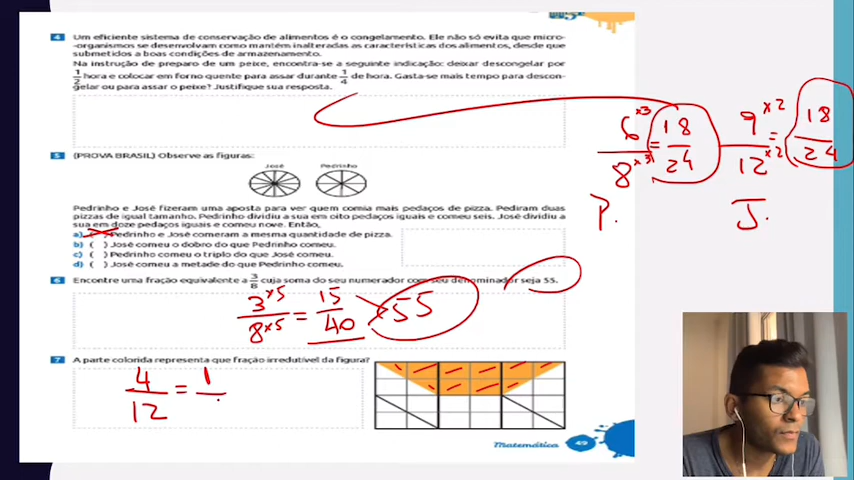 4 Um eficiente sistema de conservação de alimentos é o congelamento. Ele não só evita que micro-
-organismos se desenvolvam como mantém inalteradas as características dos alimentos, desde que
submetidos a boas condições de armazenamento.
Na instrução de preparo de um peixe, encontra-se a seguinte indicação: deixar descongelar por
1/2 hora e colocar em forno quente para assar durante 1/4 de hora. Gasta-se mais tempo para descon-
gelar ou para assar o peixe? Justifique sua resposta.
6 x3 / 8 x3 = 18/24
9 x2 / 12 x2 = 18/24
P. J.
5 (PROVA BRASIL) Observe as figuras:
José Pedrinho
Pedrinho e José fizeram uma aposta para ver quem comia mais pedaços de pizza. Pediram duas
pizzas de igual tamanho. Pedrinho dividiu a sua em oito pedaços iguais e comeu seis. José dividiu a
sua em doze pedaços iguais e comeu nove. Então,
a) ( ) Pedrinho e José comeram a mesma quantidade de pizza.
b) ( ) José comeu o dobro do que Pedrinho comeu.
c) ( ) Pedrinho comeu o triplo do que José comeu.
d) ( ) José comeu a metade do que Pedrinho comeu.
6 Encontre uma fração equivalente a 3/8 cuja soma do seu numerador com seu denominador seja 55.
3 x5 / 8 x5 = 15/40 55
7 A parte colorida representa que fração irredutível da figura?
4/12 = 1/
Matemática 49